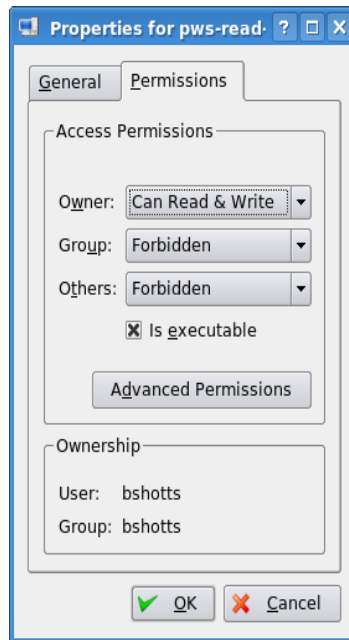 Properties for pws-read- ?
General Permissions
Access Permissions
Owner: Can Read & Write
Group: Forbidden
Others: Forbidden
Is executable
Advanced Permissions
Ownership
User: bshotts
Group: bshotts
OK Cancel